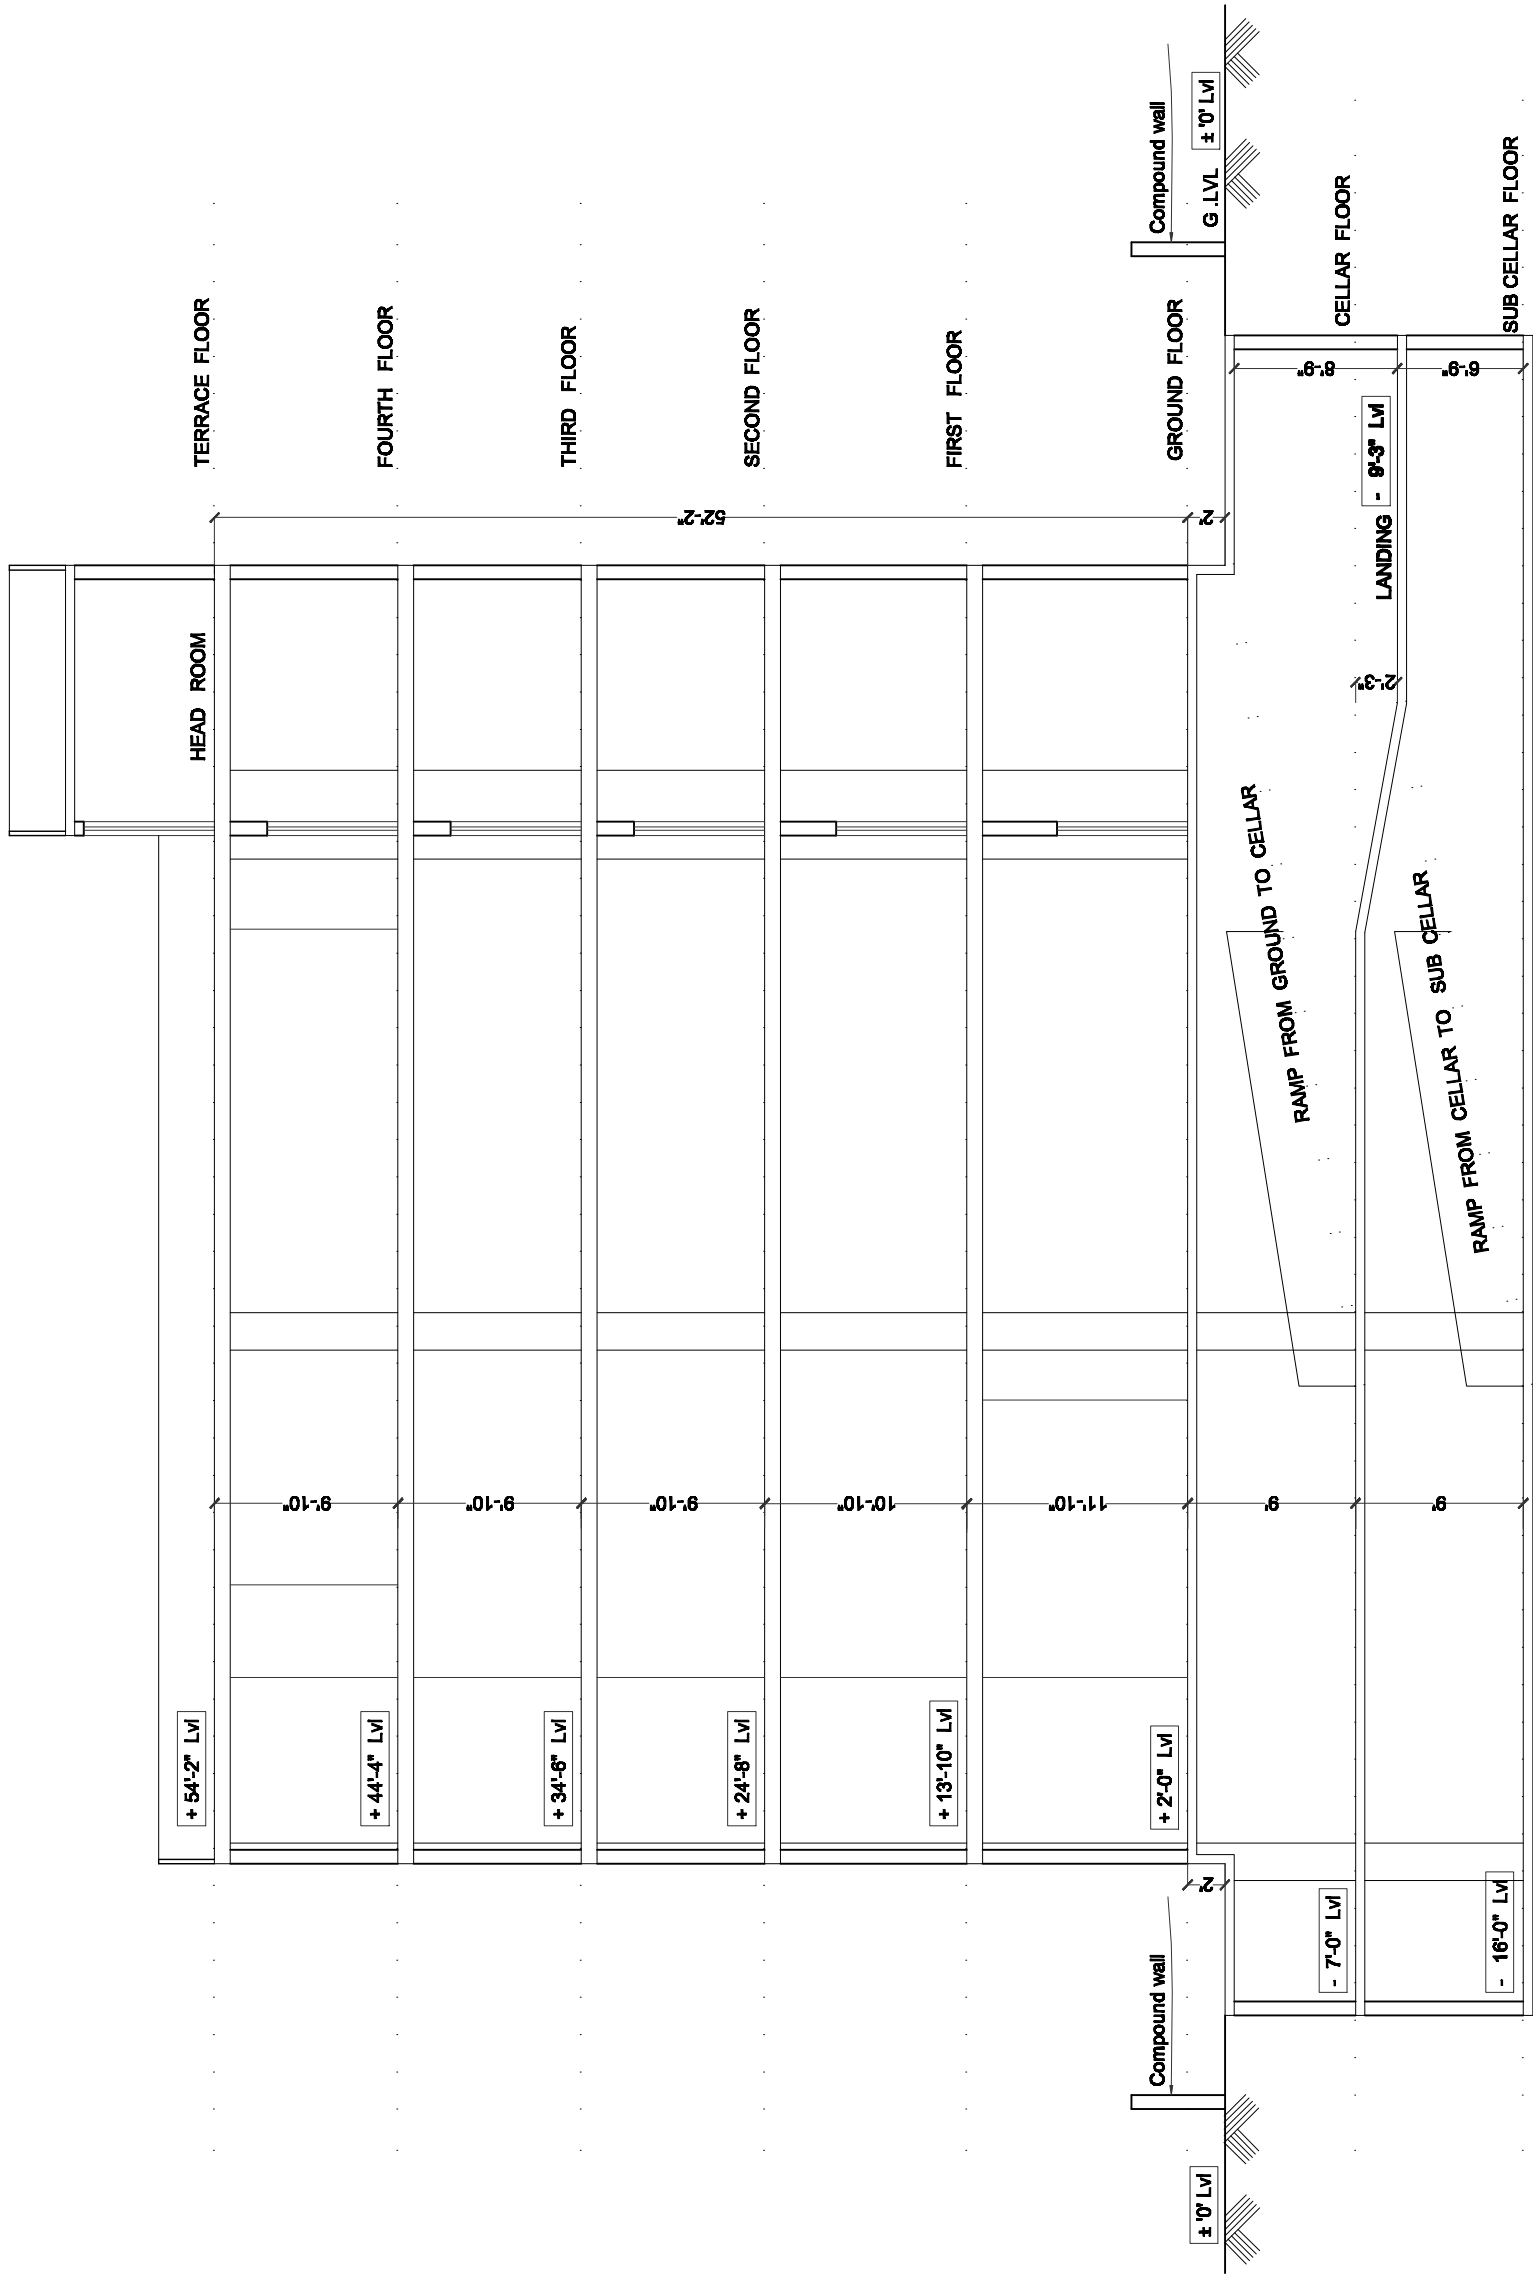 HEAD ROOM
TERRACE FLOOR
+ 54'-2" Lvl
FOURTH FLOOR
+ 44'-4" Lvl
9'-10"
THIRD FLOOR
+ 34'-6" Lvl
9'-10"
SECOND FLOOR
+ 24'-8" Lvl
9'-10"
52'-2"
FIRST FLOOR
+ 13'-10" Lvl
10'-10"
GROUND FLOOR
+ 2'-0" Lvl
11'-10"
2'
2'
Compound wall
Compound wall
± '0' Lvl
G .LVL
± '0' Lvl
CELLAR FLOOR
- 7'-0" Lvl
9'
8'-9"
RAMP FROM GROUND TO CELLAR
2'-3"
LANDING
- 9'-3" Lvl
SUB CELLAR FLOOR
- 16'-0" Lvl
9'
6'-9"
RAMP FROM CELLAR TO SUB CELLAR